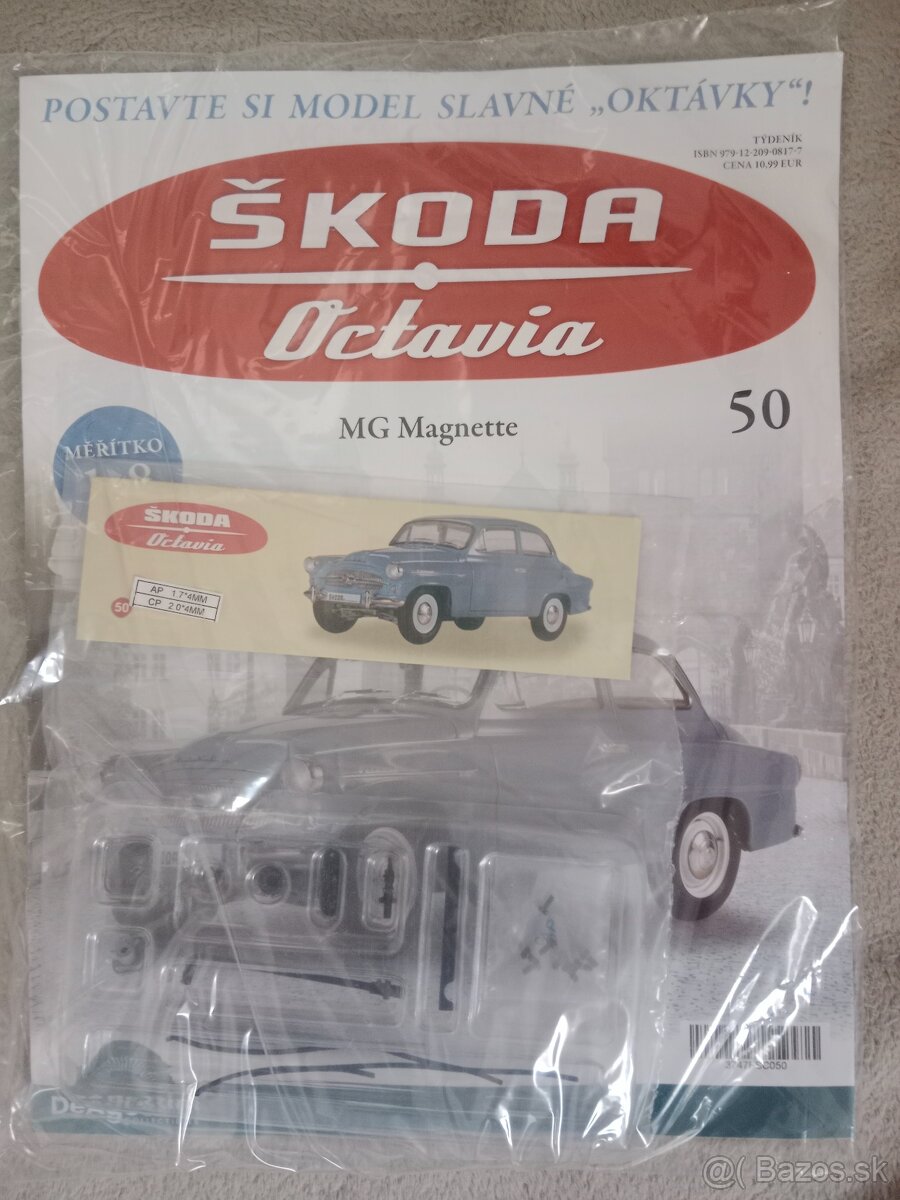 POSTAVTE SI MODEL SLAVNÉ „OKTÁVKY“!
TÝDENÍK
ISBN 979-12-209-0817-7
CENA 10,99 EUR
ŠKODA
Octavia
MG Magnette
50
MĚŘÍTKO
ŠKODA
Octavia
50
AP 1.7*4MM
CP 2.0*4MM
@( Bazos.sk